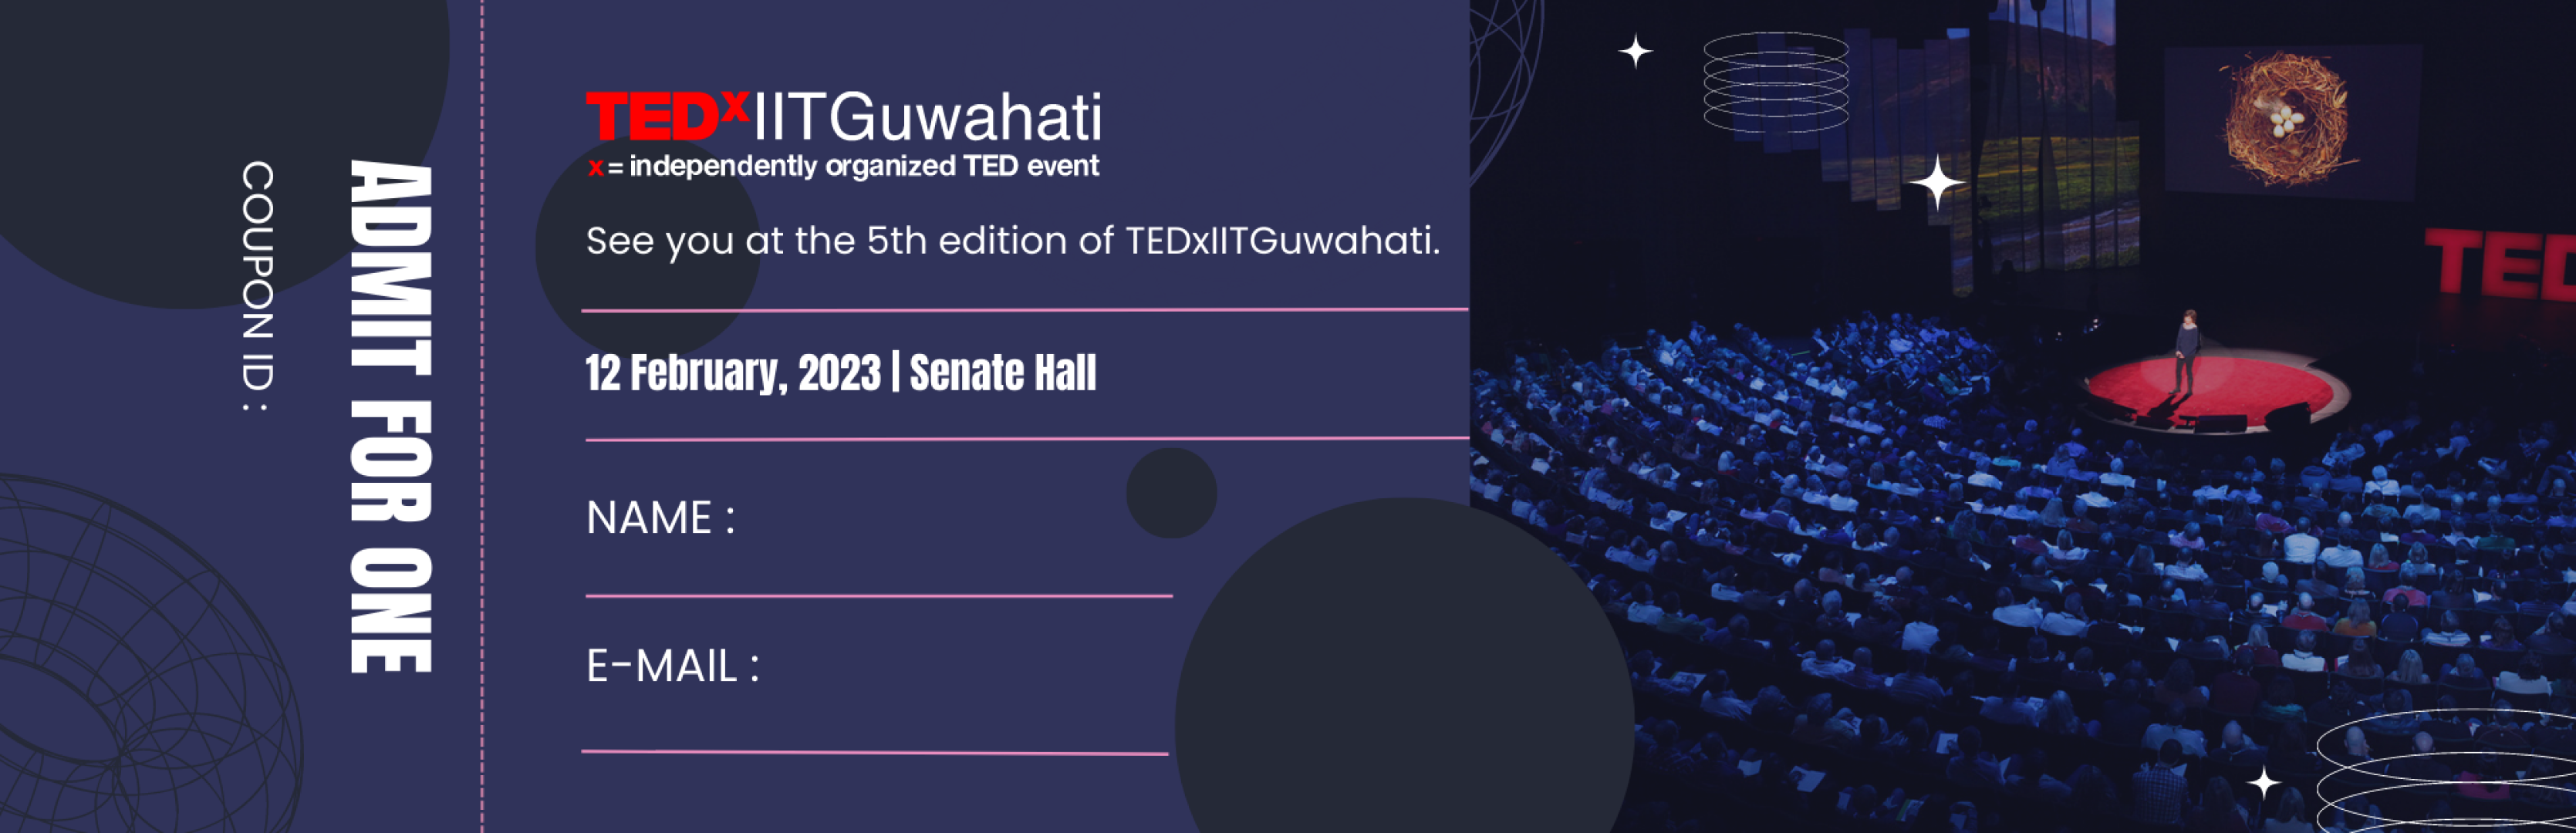 COUPON ID :
ADMIT FOR ONE
TEDxIITGuwahati
x = independently organized TED event
See you at the 5th edition of TEDxIITGuwahati.
12 February, 2023 | Senate Hall
NAME :
E-MAIL :
TED